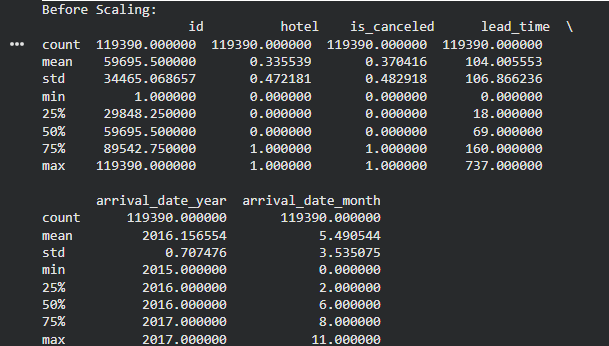 Before Scaling:
id hotel is_canceled lead_time \
count 119390.000000 119390.000000 119390.000000 119390.000000
mean 59695.500000 0.335539 0.370416 104.005553
std 34465.068657 0.472181 0.482918 106.866236
min 1.000000 0.000000 0.000000 0.000000
25% 29848.250000 0.000000 0.000000 18.000000
50% 59695.500000 0.000000 0.000000 69.000000
75% 89542.750000 1.000000 1.000000 160.000000
max 119390.000000 1.000000 1.000000 737.000000
arrival_date_year arrival_date_month
count 119390.000000 119390.000000
mean 2016.156554 5.490544
std 0.707476 3.535075
min 2015.000000 0.000000
25% 2016.000000 2.000000
50% 2016.000000 6.000000
75% 2017.000000 8.000000
max 2017.000000 11.000000